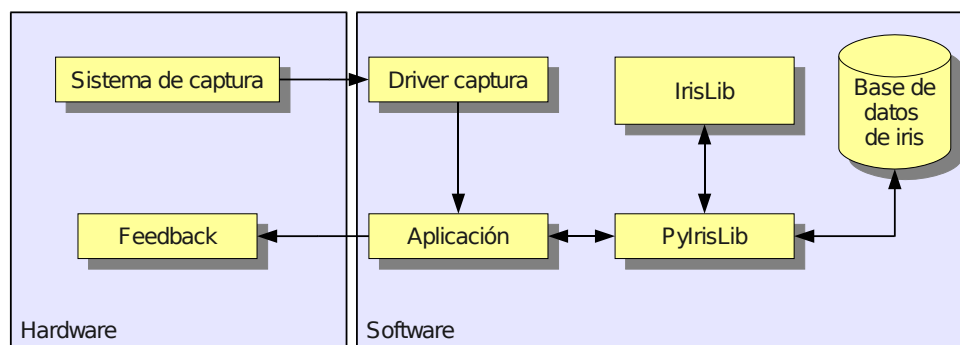 Sistema de captura
Driver captura
IrisLib
Base de
datos
de iris
Feedback
Aplicación
PyIrisLib
Hardware
Software